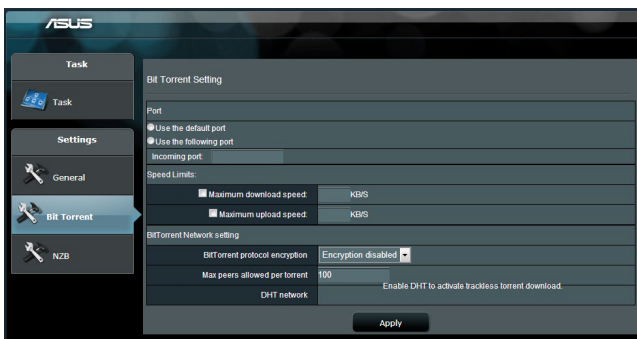 ASUS
Task
Task
Settings
General
Bit Torrent
NZB
Bit Torrent Setting
Port
Use the default port
Use the following port
Incoming port:
Speed Limits:
Maximum download speed: KB/S
Maximum upload speed: KB/S
BitTorrent Network setting
BitTorrent protocol encryption Encryption disabled
Max peers allowed per torrent 100
DHT network Enable DHT to activate trackless torrent download.
Apply